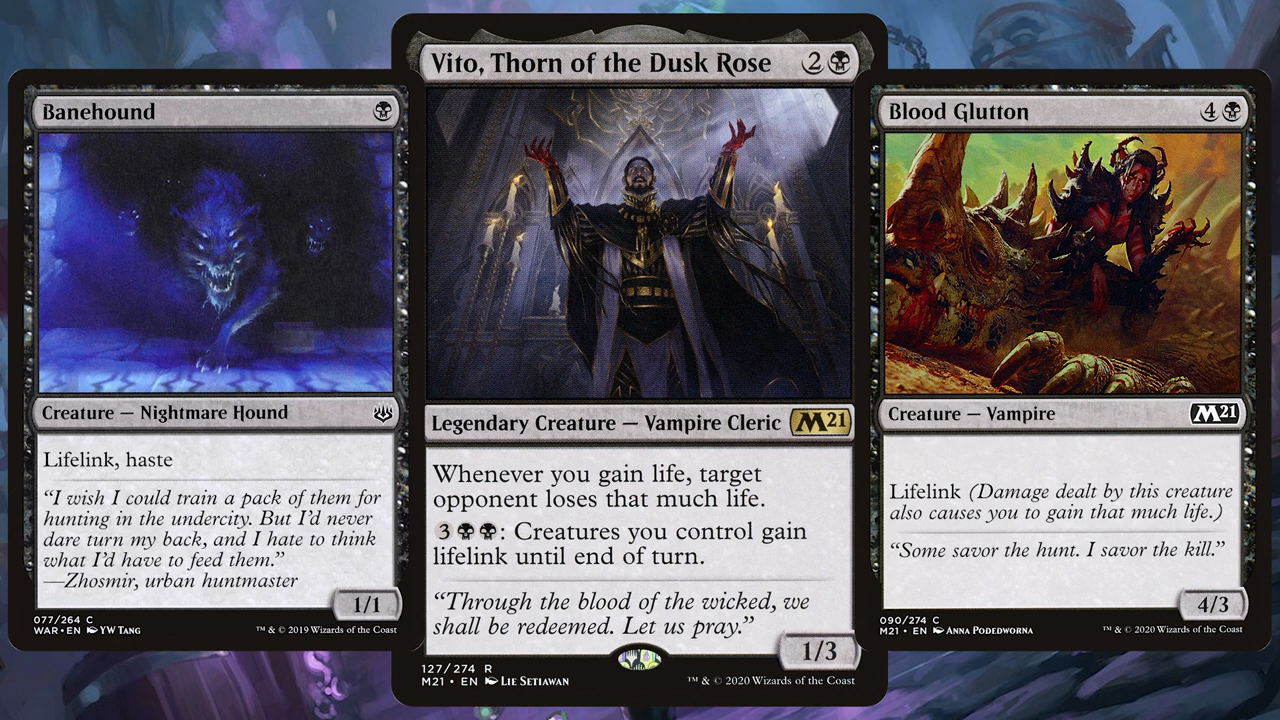 Banehound
Creature — Nightmare Hound
Lifelink, haste
“I wish I could train a pack of them for
hunting in the undercity. But I’d never
dare turn my back, and I hate to think
what I’d have to feed them.”
—Zhosmir, urban huntmaster
1/1
077/264 C
WAR • EN YW Tang
™ & © 2019 Wizards of the Coast
Vito, Thorn of the Dusk Rose 2
Legendary Creature — Vampire Cleric M21
Whenever you gain life, target
opponent loses that much life.
3: Creatures you control gain
lifelink until end of turn.
“Through the blood of the wicked, we
shall be redeemed. Let us pray.”
1/3
127/274 R
M21 • EN Lie Setiawan
™ & © 2020 Wizards of the Coast
Blood Glutton 4
Creature — Vampire M21
Lifelink (Damage dealt by this creature
also causes you to gain that much life.)
“Some savor the hunt. I savor the kill.”
4/3
090/274 C
M21 • EN Anna Podedworna
™ & © 2020 Wizards of the Coast